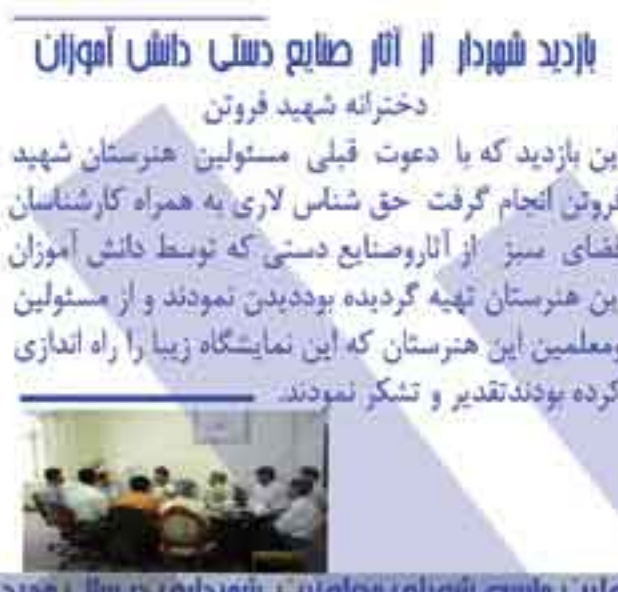 بازدید شهردار از آثار صنایع دستی دانش آموزان
دخترانه شهید فروتن
ین بازدید که با دعوت قبلی مسئولین هنرستان شهید
فروتن انجام گرفت حق شناس لاری به همراه کارشناسان
فضای سبز از آثاروصنایع دستی که توسط دانش آموزان
ین هنرستان تهیه گردیده بوددیدن نمودند و از مسئولین
ومعلمین این هنرستان که این نمایشگاه زیبا را راه اندازی
کرده بودندتقدیر و تشکر نمودند.